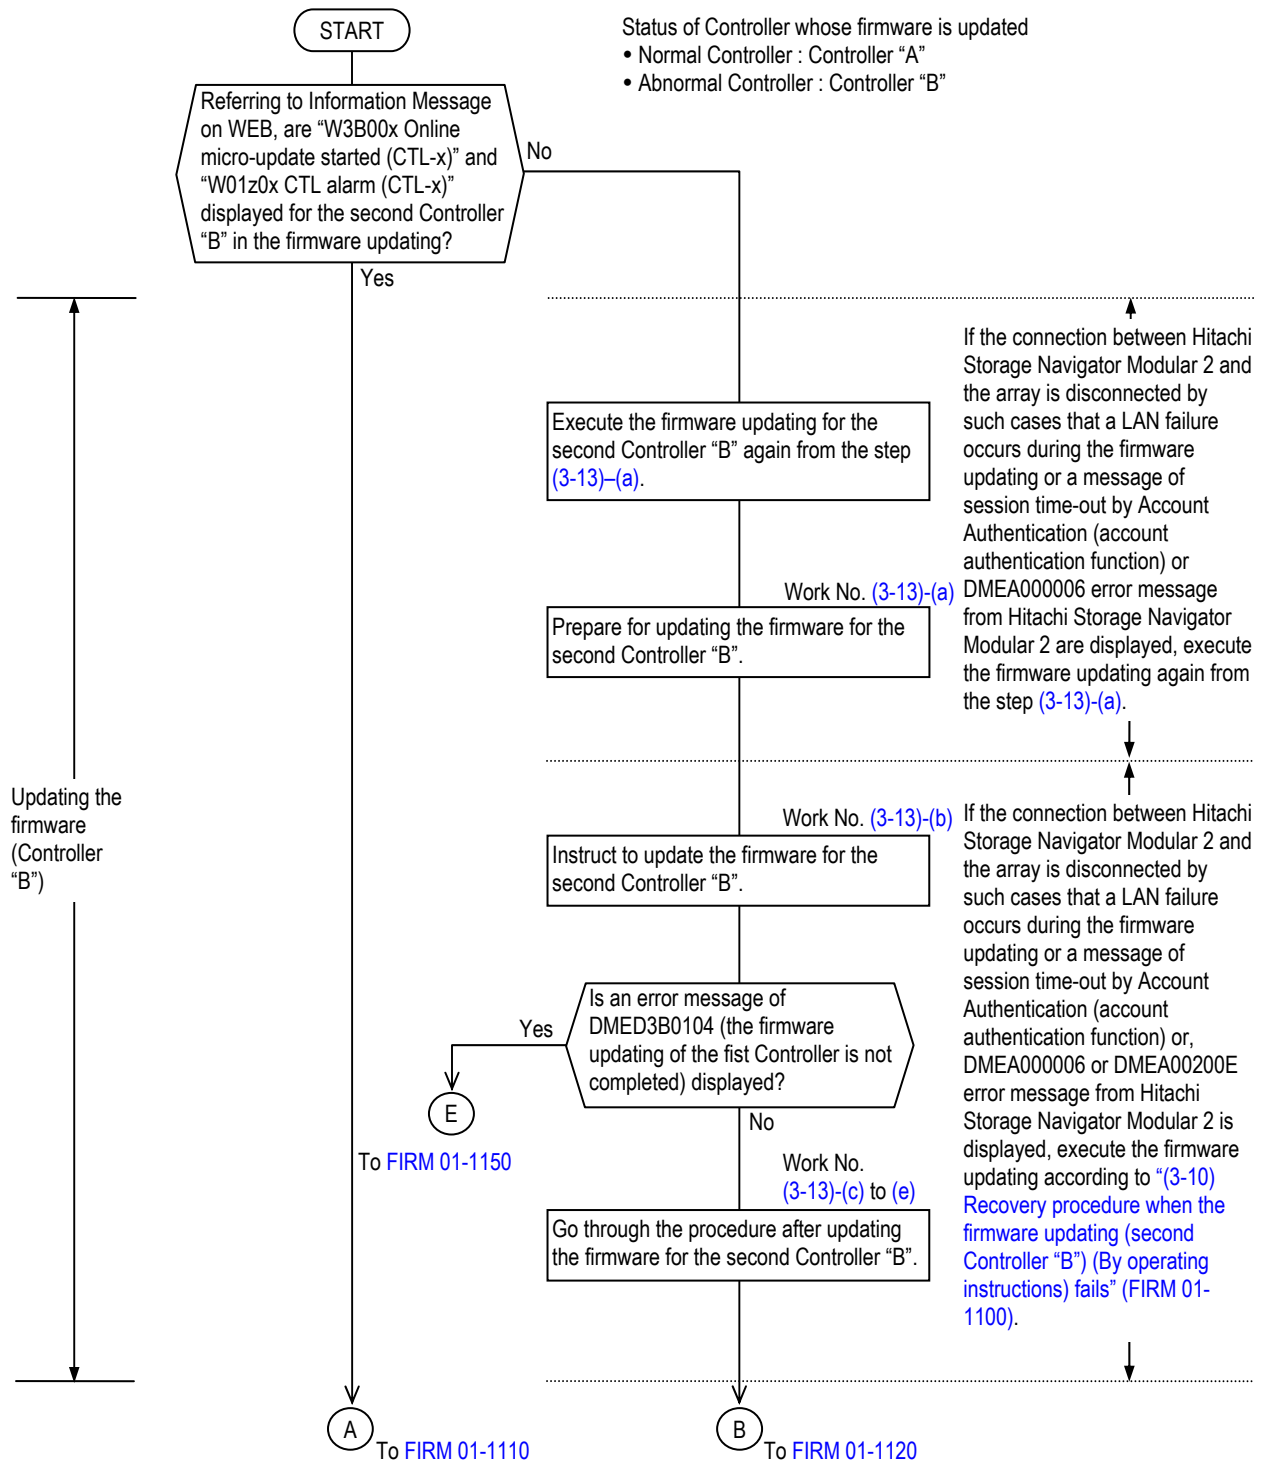 START
Status of Controller whose firmware is updated
• Normal Controller : Controller “A”
• Abnormal Controller : Controller “B”
Referring to Information Message
on WEB, are “W3B00x Online
micro-update started (CTL-x)” and
“W01z0x CTL alarm (CTL-x)”
displayed for the second Controller
“B” in the firmware updating?
No
Yes
Updating the
firmware
(Controller
“B”)
Execute the firmware updating for the
second Controller “B” again from the step
(3-13)–(a).
Work No. (3-13)-(a)
Prepare for updating the firmware for the
second Controller “B”.
If the connection between Hitachi
Storage Navigator Modular 2 and
the array is disconnected by
such cases that a LAN failure
occurs during the firmware
updating or a message of
session time-out by Account
Authentication (account
authentication function) or
DMEA000006 error message
from Hitachi Storage Navigator
Modular 2 are displayed, execute
the firmware updating again from
the step (3-13)-(a).
Work No. (3-13)-(b)
Instruct to update the firmware for the
second Controller “B”.
Is an error message of
DMED3B0104 (the firmware
updating of the fist Controller is not
completed) displayed?
Yes
E
To FIRM 01-1150
No
Work No.
(3-13)-(c) to (e)
Go through the procedure after updating
the firmware for the second Controller “B”.
If the connection between Hitachi
Storage Navigator Modular 2 and
the array is disconnected by
such cases that a LAN failure
occurs during the firmware
updating or a message of
session time-out by Account
Authentication (account
authentication function) or,
DMEA000006 or DMEA00200E
error message from Hitachi
Storage Navigator Modular 2 is
displayed, execute the firmware
updating according to “(3-10)
Recovery procedure when the
firmware updating (second
Controller “B”) (By operating
instructions) fails” (FIRM 01-
1100).
A
To FIRM 01-1110
B
To FIRM 01-1120